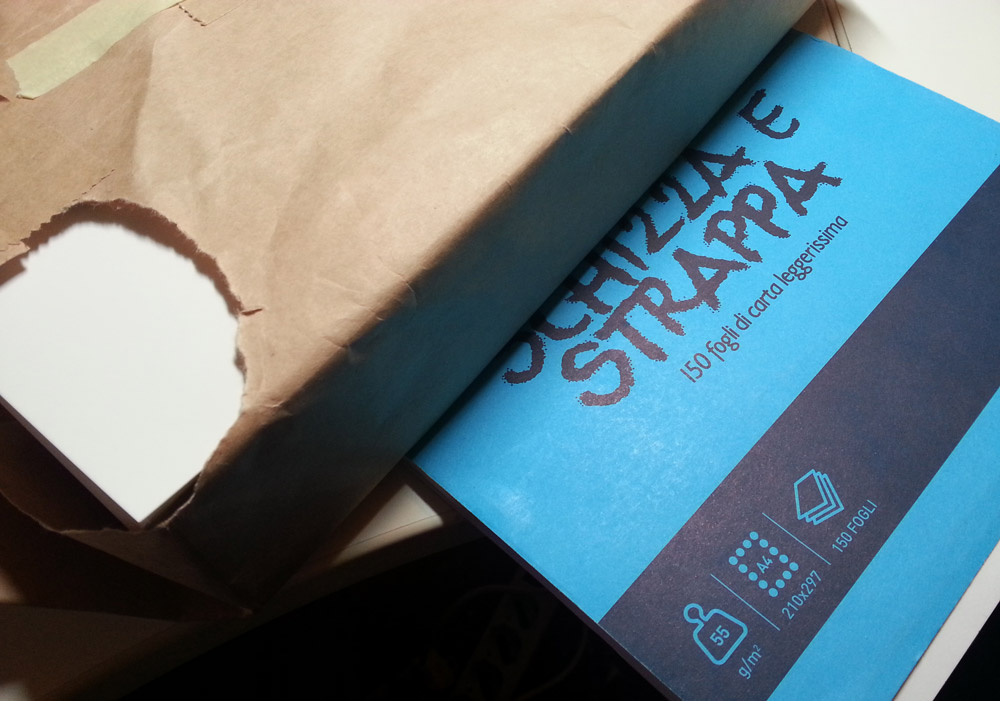 SCHIZZA E
STRAPPA
150 fogli di carta leggerissima
55
g/m²
A4
210x297
150 FOGLI